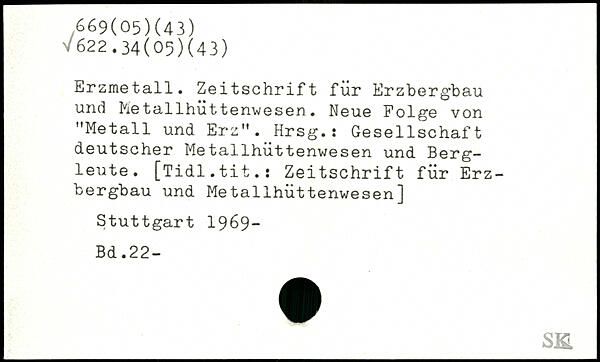 669(05)(43)
√622.34(05)(43)
Erzmetall. Zeitschrift für Erzbergbau
und Metallhüttenwesen. Neue Folge von
"Metall und Erz". Hrsg.: Gesellschaft
deutscher Metallhüttenwesen und Berg-
leute. [Tidl.tit.: Zeitschrift für Erz-
bergbau und Metallhüttenwesen]
Stuttgart 1969-
Bd.22-
SK